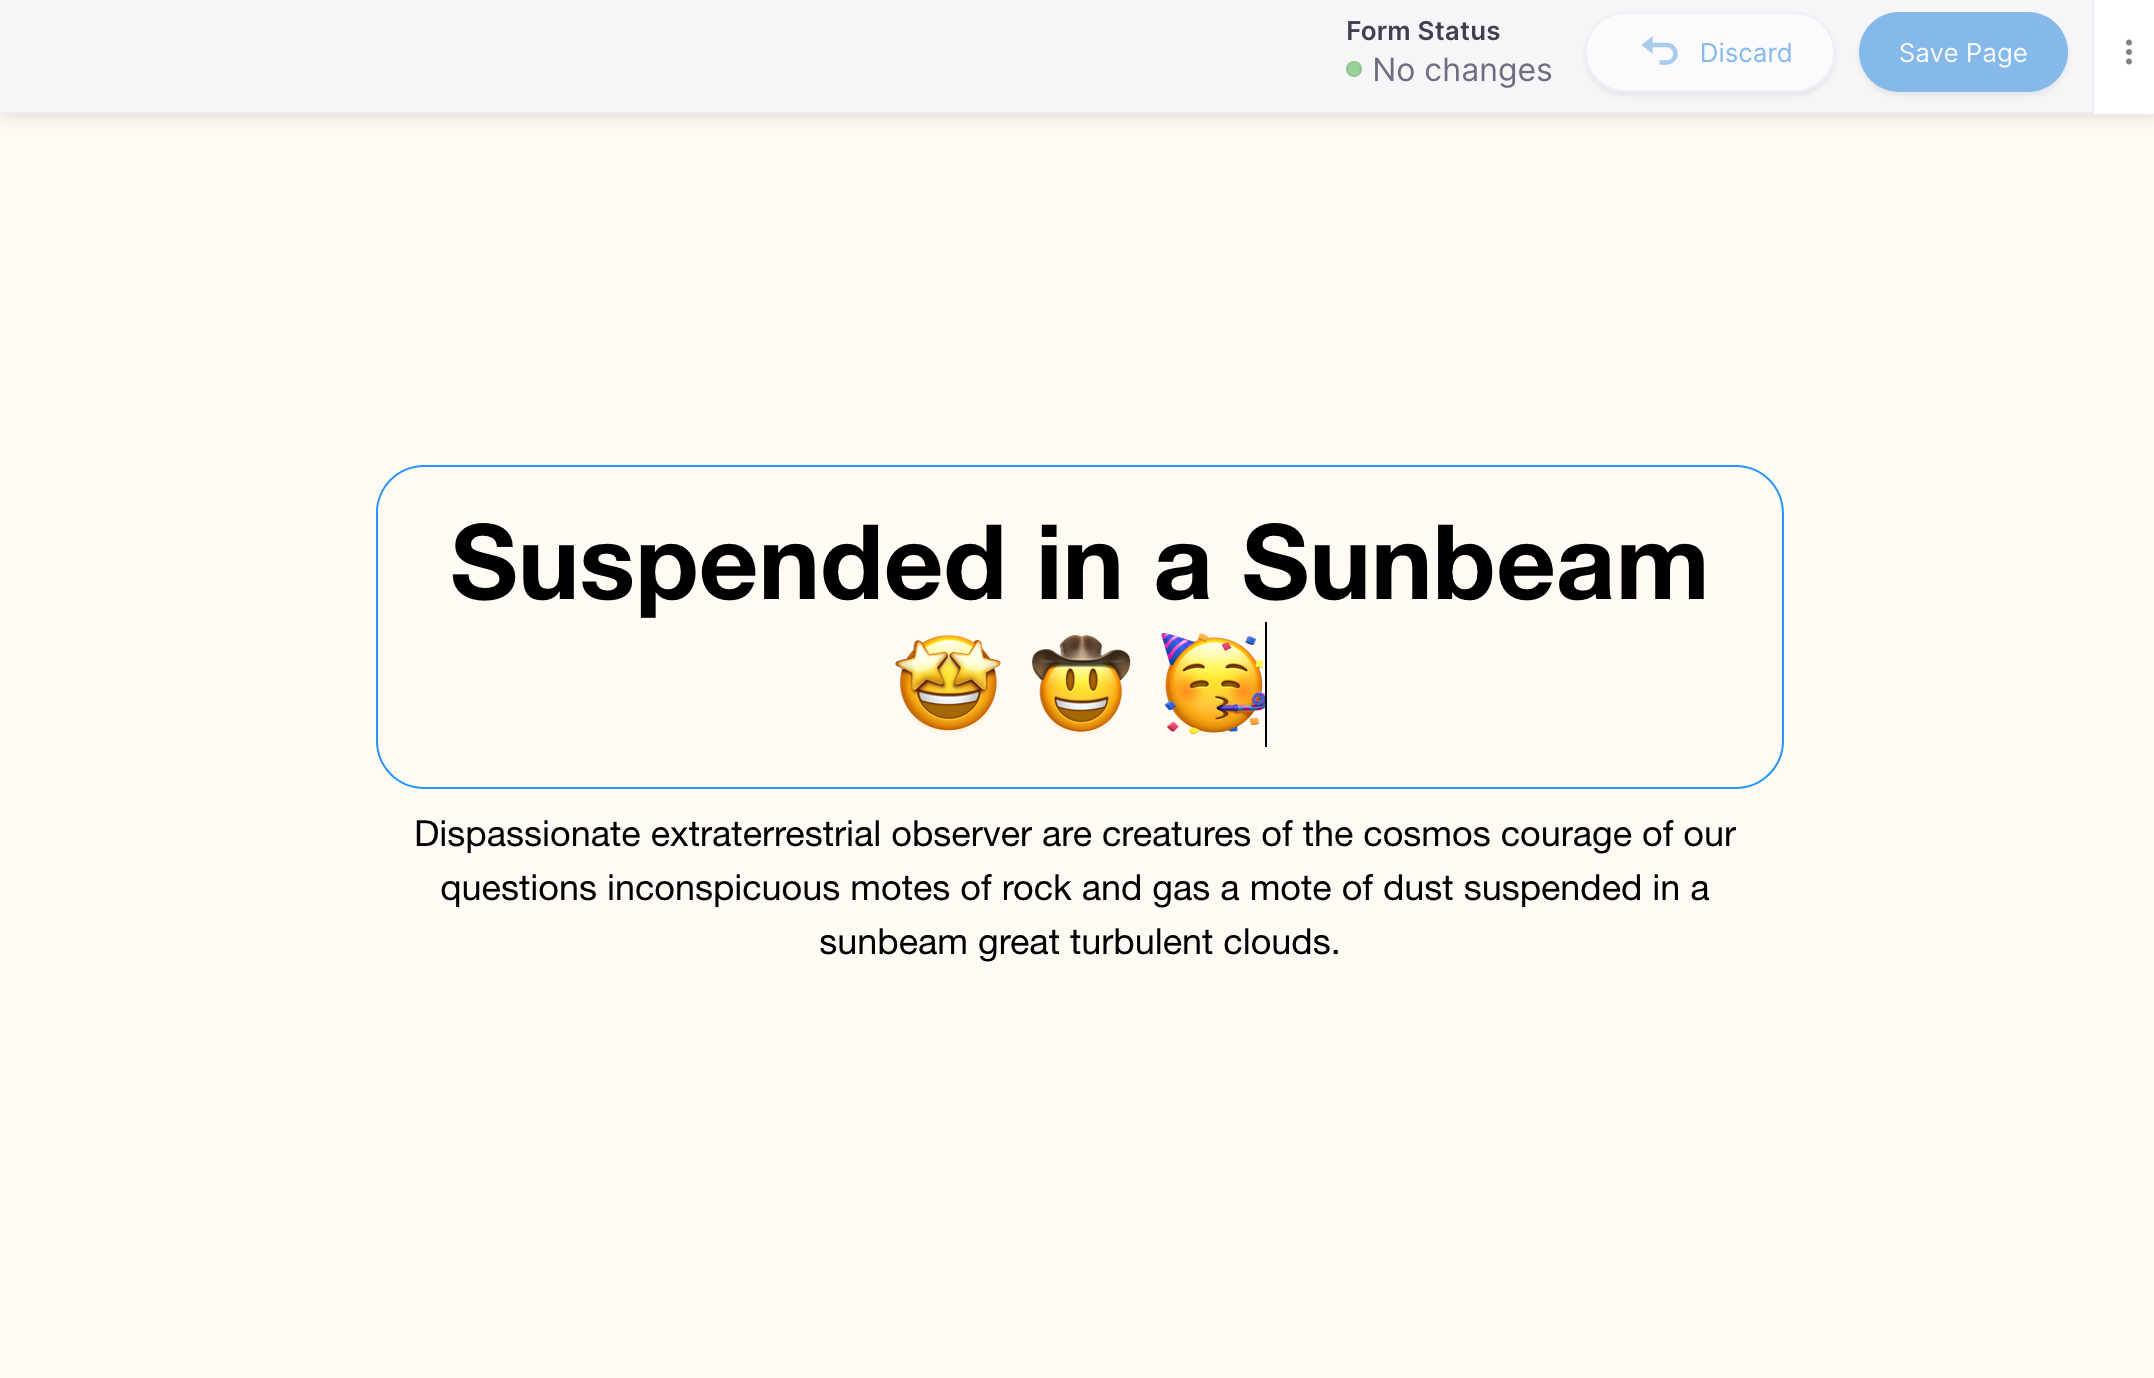 Form Status
No changes
Discard
Save Page
Suspended in a Sunbeam
🤩 🤠 🥳
Dispassionate extraterrestrial observer are creatures of the cosmos courage of our
questions inconspicuous motes of rock and gas a mote of dust suspended in a
sunbeam great turbulent clouds.